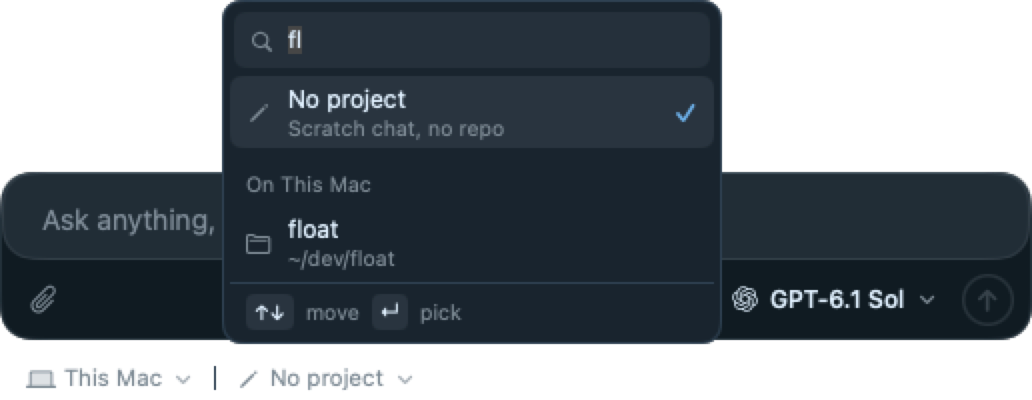 fl
No project
Scratch chat, no repo
On This Mac
float
~/dev/float
↑↓ move ↵ pick
Ask anything,
GPT-6.1 Sol
This Mac | No project